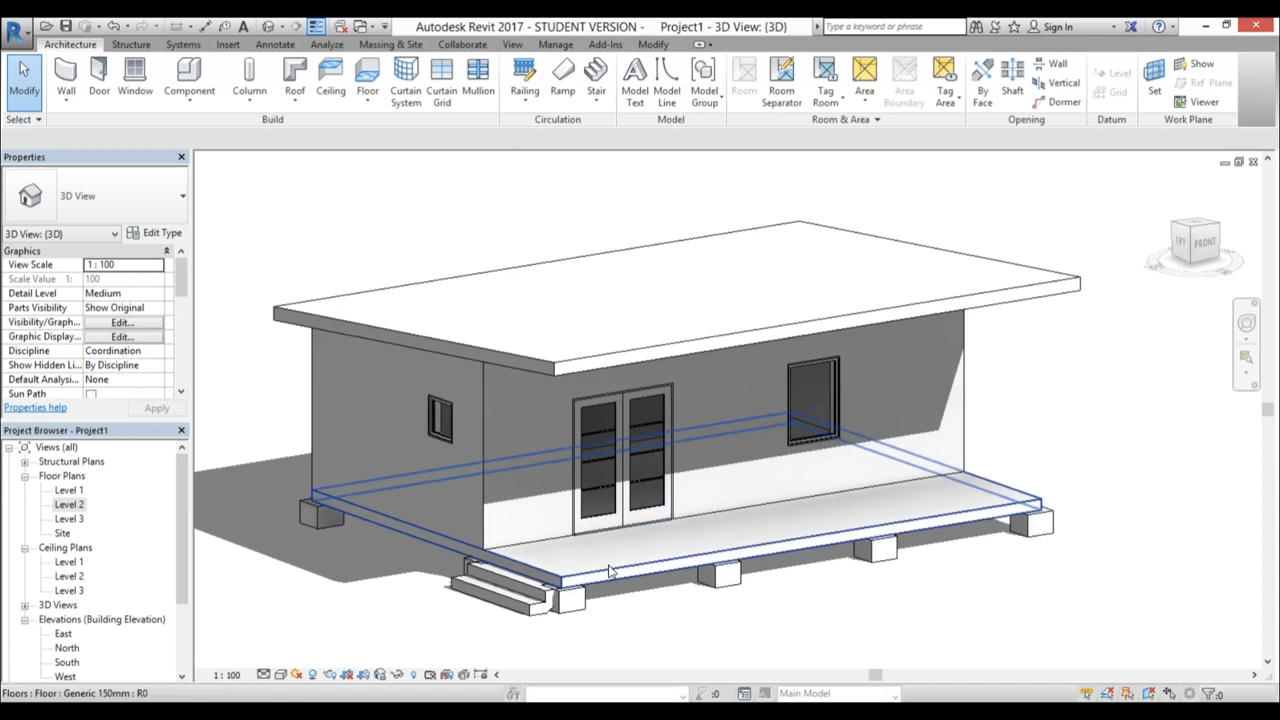 Autodesk Revit 2017 - STUDENT VERSION - Project1 - 3D View: {3D}
Type a keyword or phrase
Sign In
Architecture Structure Systems Insert Annotate Analyze Massing & Site Collaborate View Manage Add-Ins Modify
Modify Wall Door Window Component Column Roof Ceiling Floor Curtain System Curtain Grid Mullion Railing Ramp Stair Model Text Model Line Model Group Room Room Separator Tag Room Area Area Boundary Tag Area By Face Shaft Wall Vertical Dormer Level Grid Set Show Ref Plane Viewer
Select Build Circulation Model Room & Area Opening Datum Work Plane
Properties
3D View
3D View: {3D} Edit Type
Graphics
View Scale 1 : 100
Scale Value 1: 100
Detail Level Medium
Parts Visibility Show Original
Visibility/Graph... Edit...
Graphic Display... Edit...
Discipline Coordination
Show Hidden Li... By Discipline
Default Analysi... None
Sun Path
Properties help Apply
Project Browser - Project1
Views (all)
Structural Plans
Floor Plans
Level 1
Level 2
Level 3
Site
Ceiling Plans
Level 1
Level 2
Level 3
3D Views
Elevations (Building Elevation)
East
North
South
West
FRONT
1 : 100
Floors : Floor : Generic 150mm : R0
:0
Main Model
:0